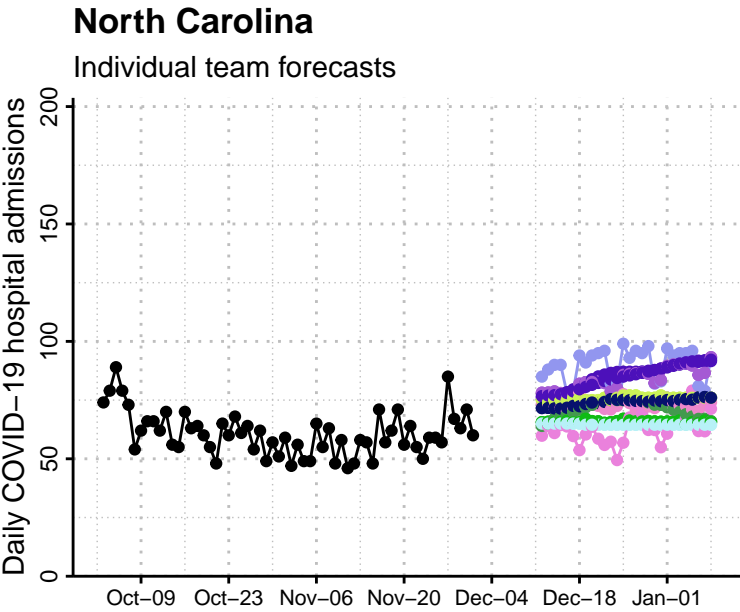 North Carolina
Individual team forecasts
Daily COVID−19 hospital admissions
200
150
100
50
0
Oct−09 Oct−23 Nov−06 Nov−20 Dec−04 Dec−18 Jan−01